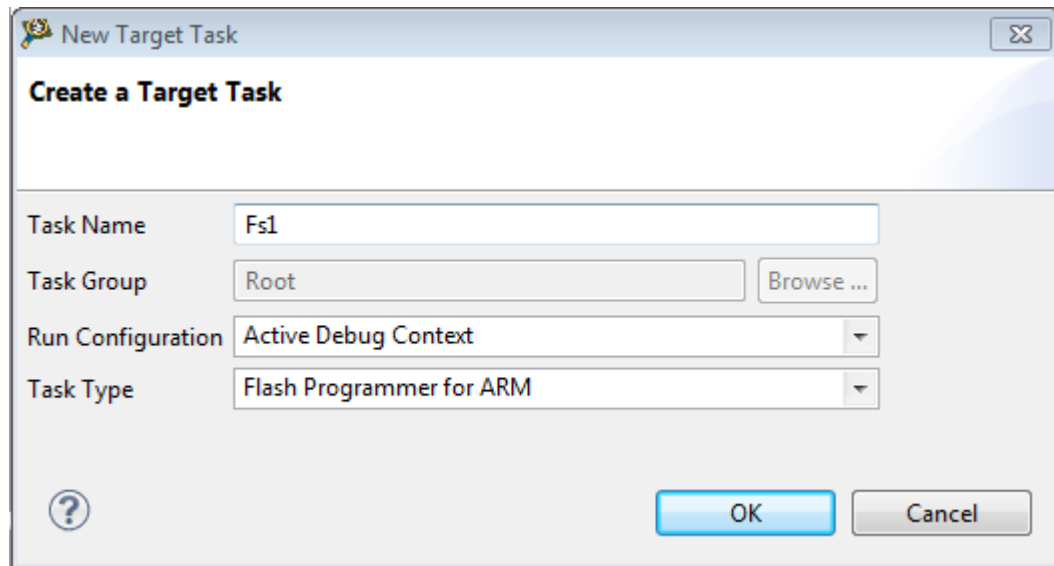 New Target Task
Create a Target Task
Task Name Fs1
Task Group Root Browse ...
Run Configuration Active Debug Context
Task Type Flash Programmer for ARM
? OK Cancel